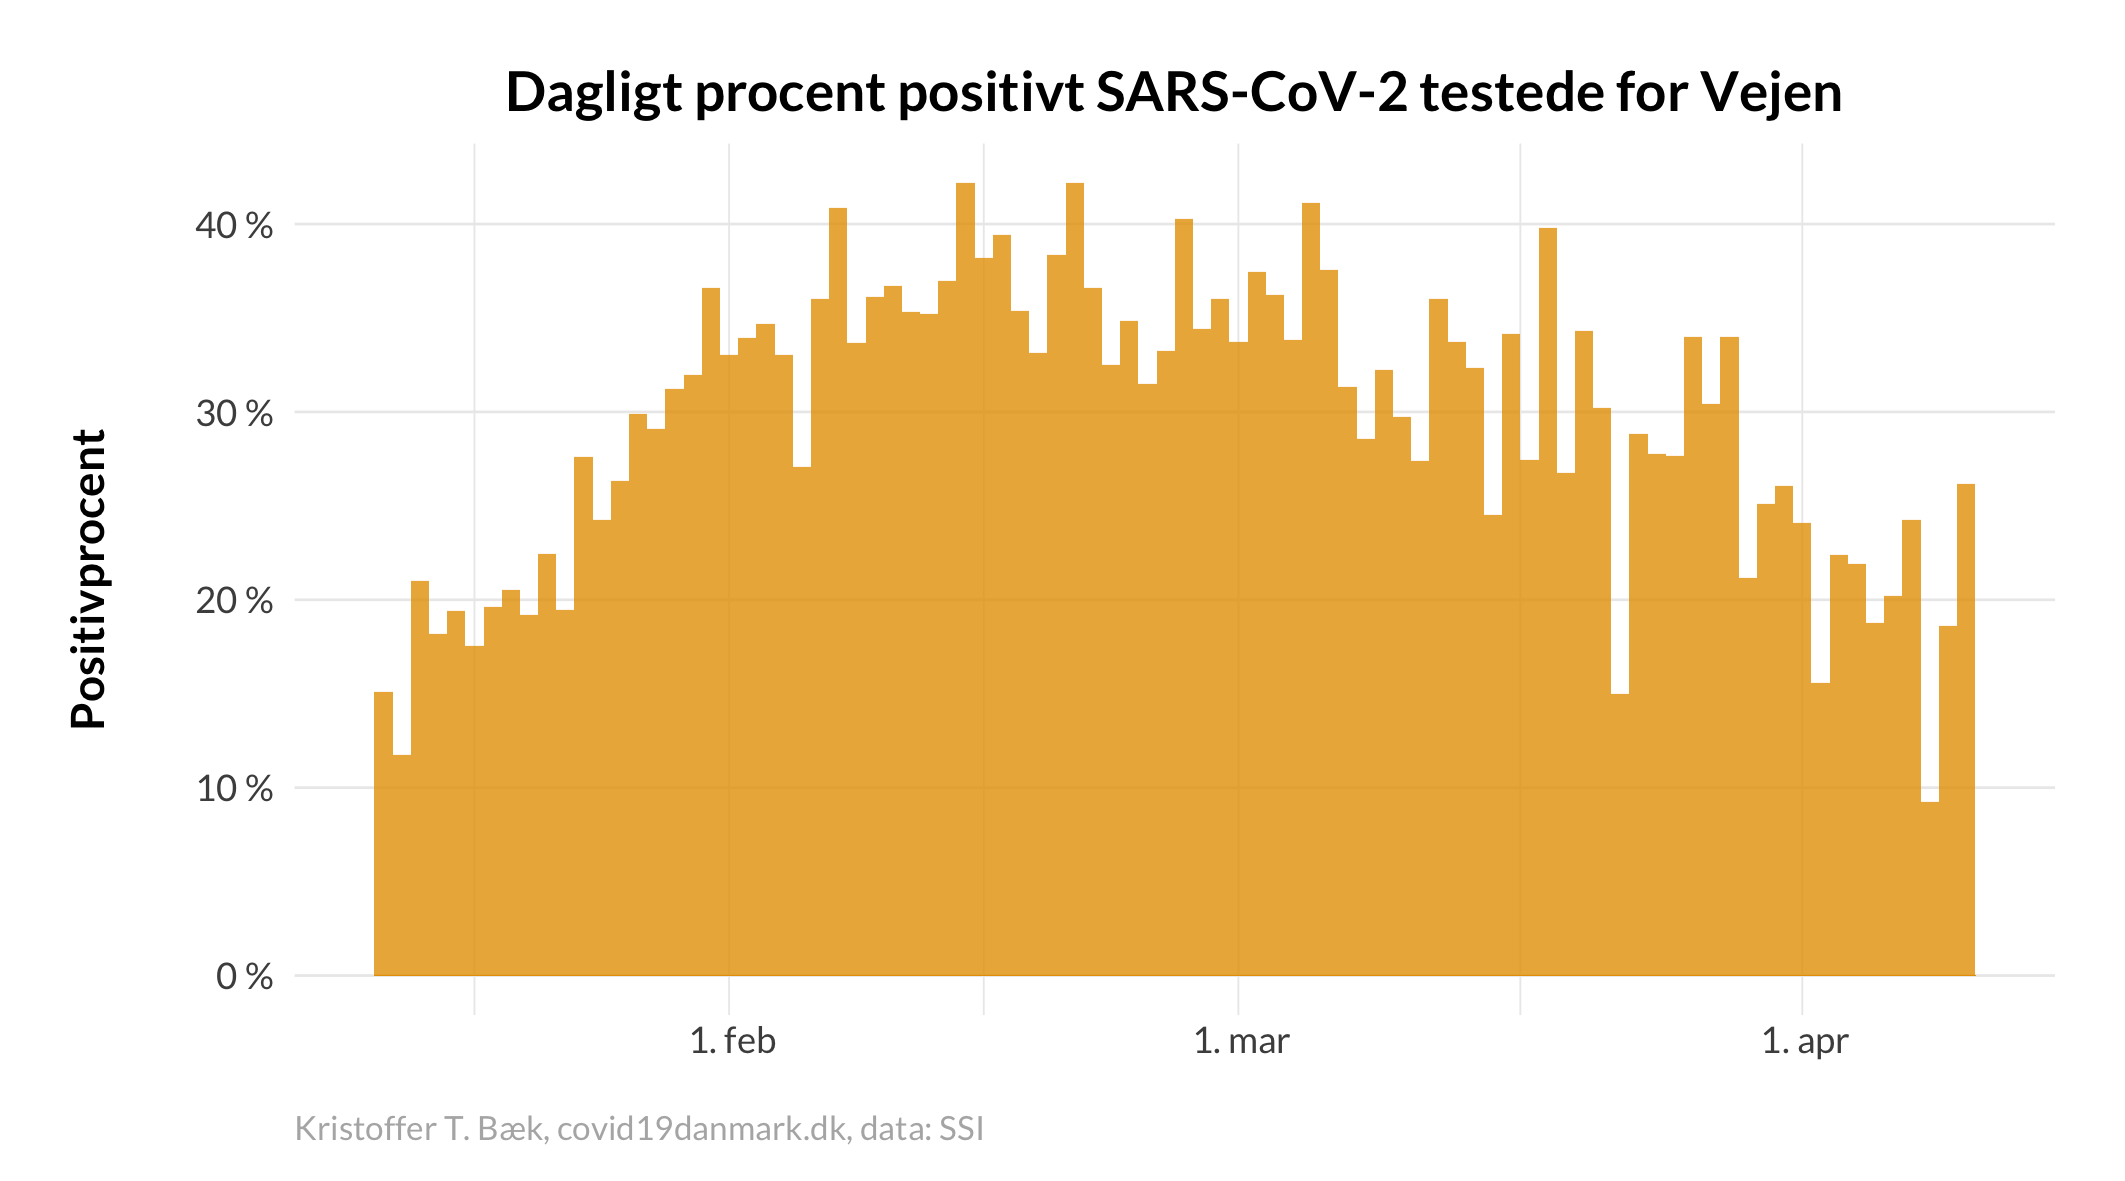 Dagligt procent positivt SARS-CoV-2 testede for Vejen
Positivprocent
40 %
30 %
20 %
10 %
0 %
1. feb
1. mar
1. apr
Kristoffer T. Bæk, covid19danmark.dk, data: SSI